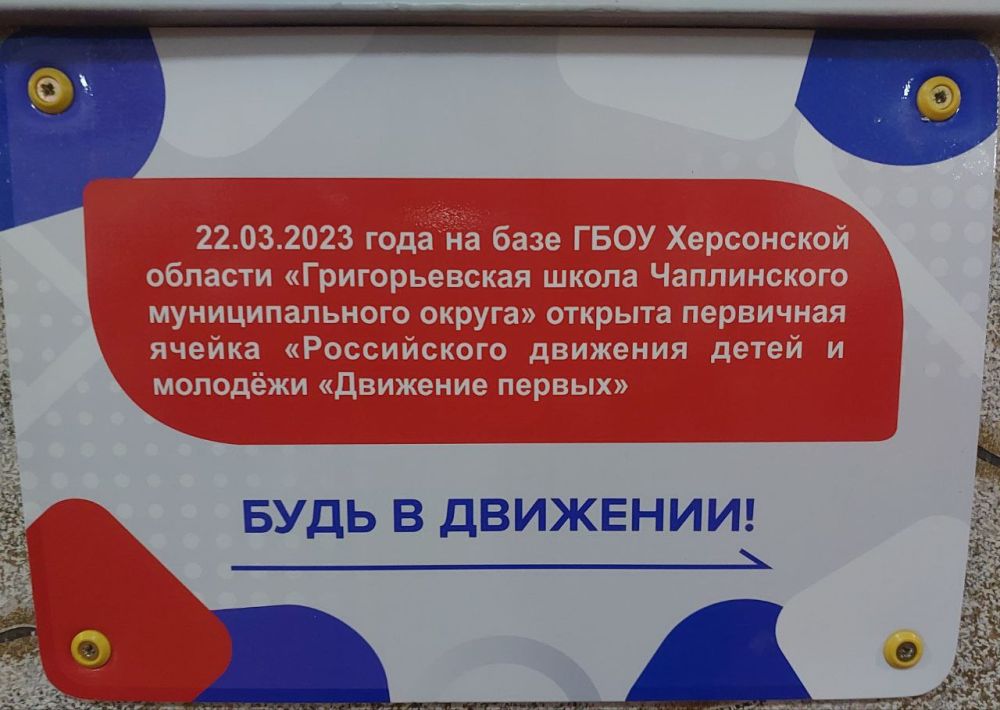 22.03.2023 года на базе ГБОУ Херсонской
области «Григорьевская школа Чаплинского
муниципального округа» открыта первичная
ячейка «Российского движения детей и
молодёжи «Движение первых»
БУДЬ В ДВИЖЕНИИ!